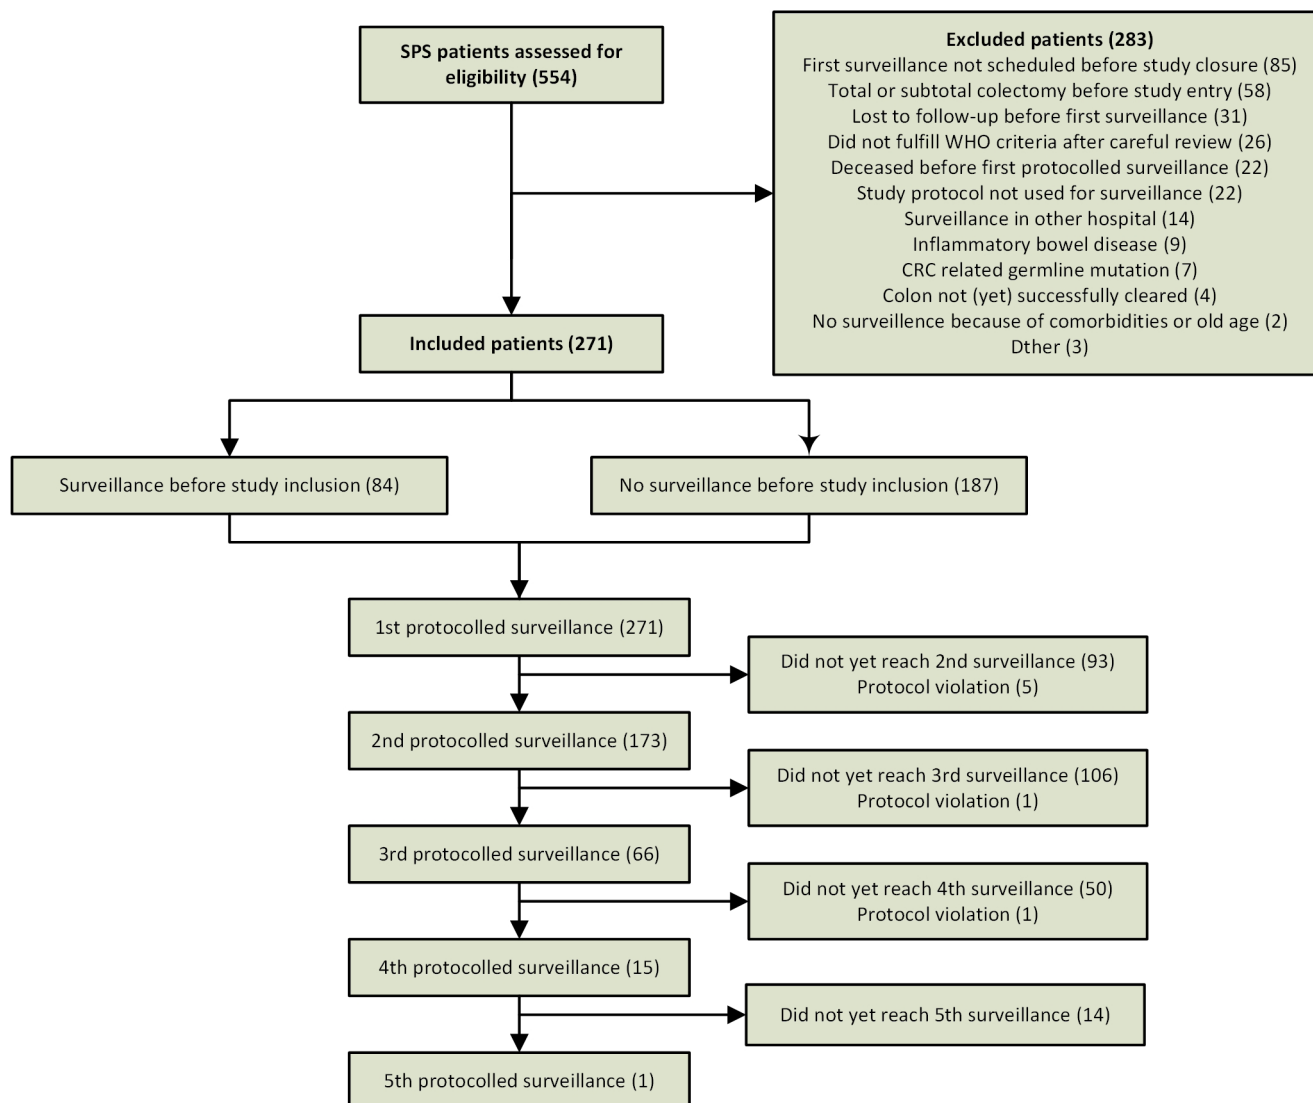 SPS patients assessed for
eligibility (554)
Excluded patients (283)
First surveillance not scheduled before study closure (85)
Total or subtotal colectomy before study entry (58)
Lost to follow-up before first surveillance (31)
Did not fulfill WHO criteria after careful review (26)
Deceased before first protocolled surveillance (22)
Study protocol not used for surveillance (22)
Surveillance in other hospital (14)
Inflammatory bowel disease (9)
CRC related germline mutation (7)
Colon not (yet) successfully cleared (4)
No surveillence because of comorbidities or old age (2)
Dther (3)
Included patients (271)
Surveillance before study inclusion (84)
No surveillance before study inclusion (187)
1st protocolled surveillance (271)
Did not yet reach 2nd surveillance (93)
Protocol violation (5)
2nd protocolled surveillance (173)
Did not yet reach 3rd surveillance (106)
Protocol violation (1)
3rd protocolled surveillance (66)
Did not yet reach 4th surveillance (50)
Protocol violation (1)
4th protocolled surveillance (15)
Did not yet reach 5th surveillance (14)
5th protocolled surveillance (1)